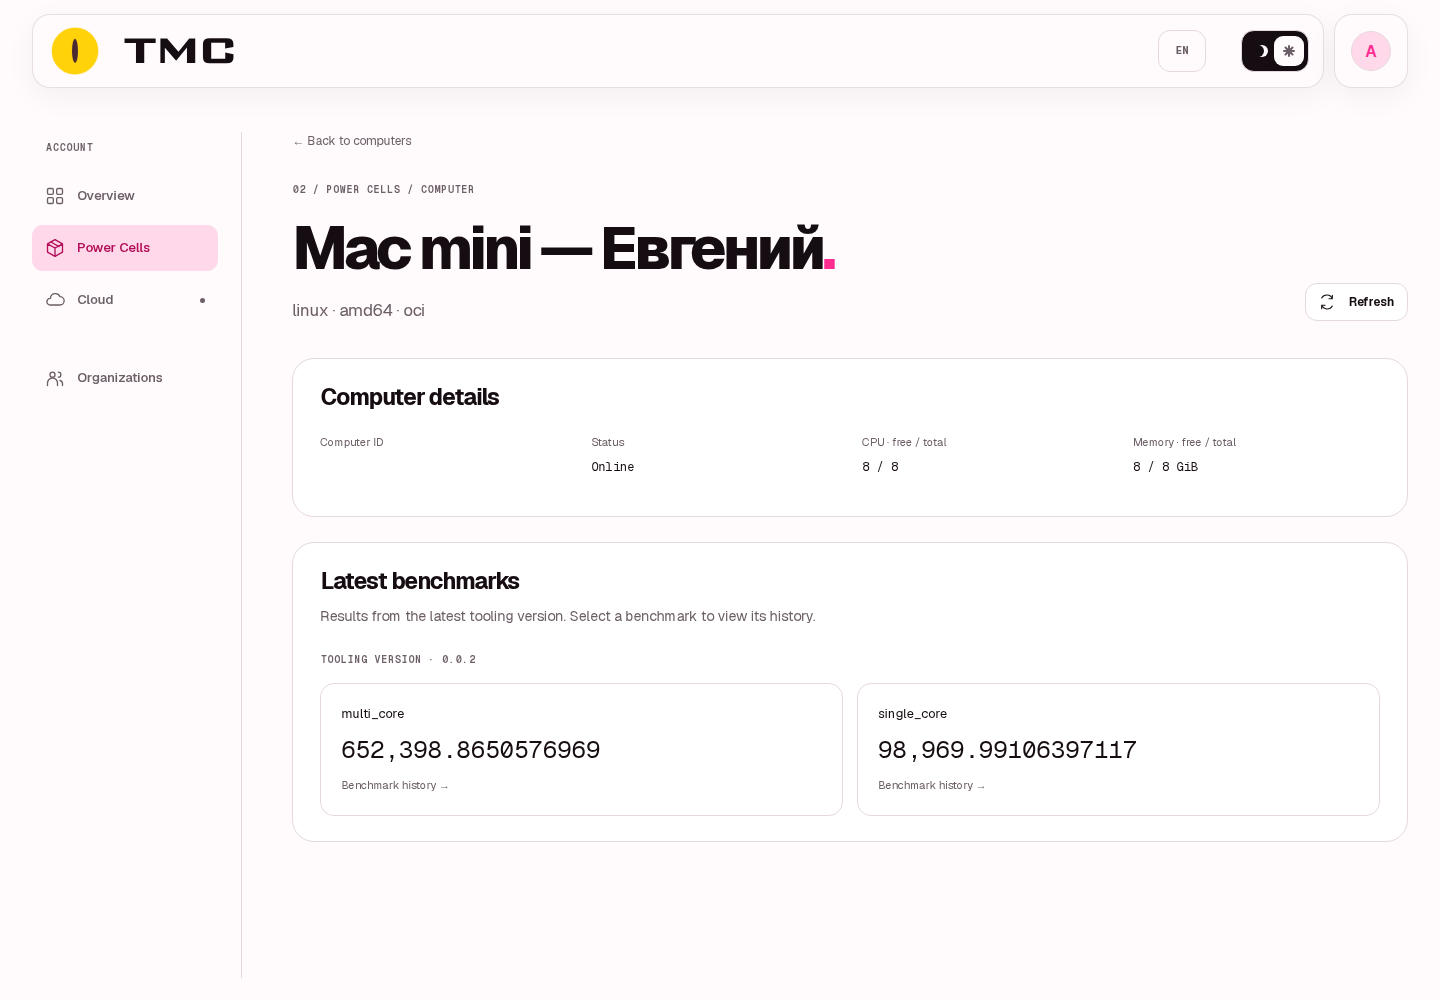 TMC
EN
A
ACCOUNT
Overview
Power Cells
Cloud
Organizations
← Back to computers
02 / POWER CELLS / COMPUTER
Mac mini — Евгений.
linux · amd64 · oci
Refresh
Computer details
Computer ID
Status
CPU · free / total
Memory · free / total
Online
8 / 8
8 / 8 GiB
Latest benchmarks
Results from the latest tooling version. Select a benchmark to view its history.
TOOLING VERSION · 0.0.2
multi_core
652,398.8650576969
Benchmark history →
single_core
98,969.99106397117
Benchmark history →